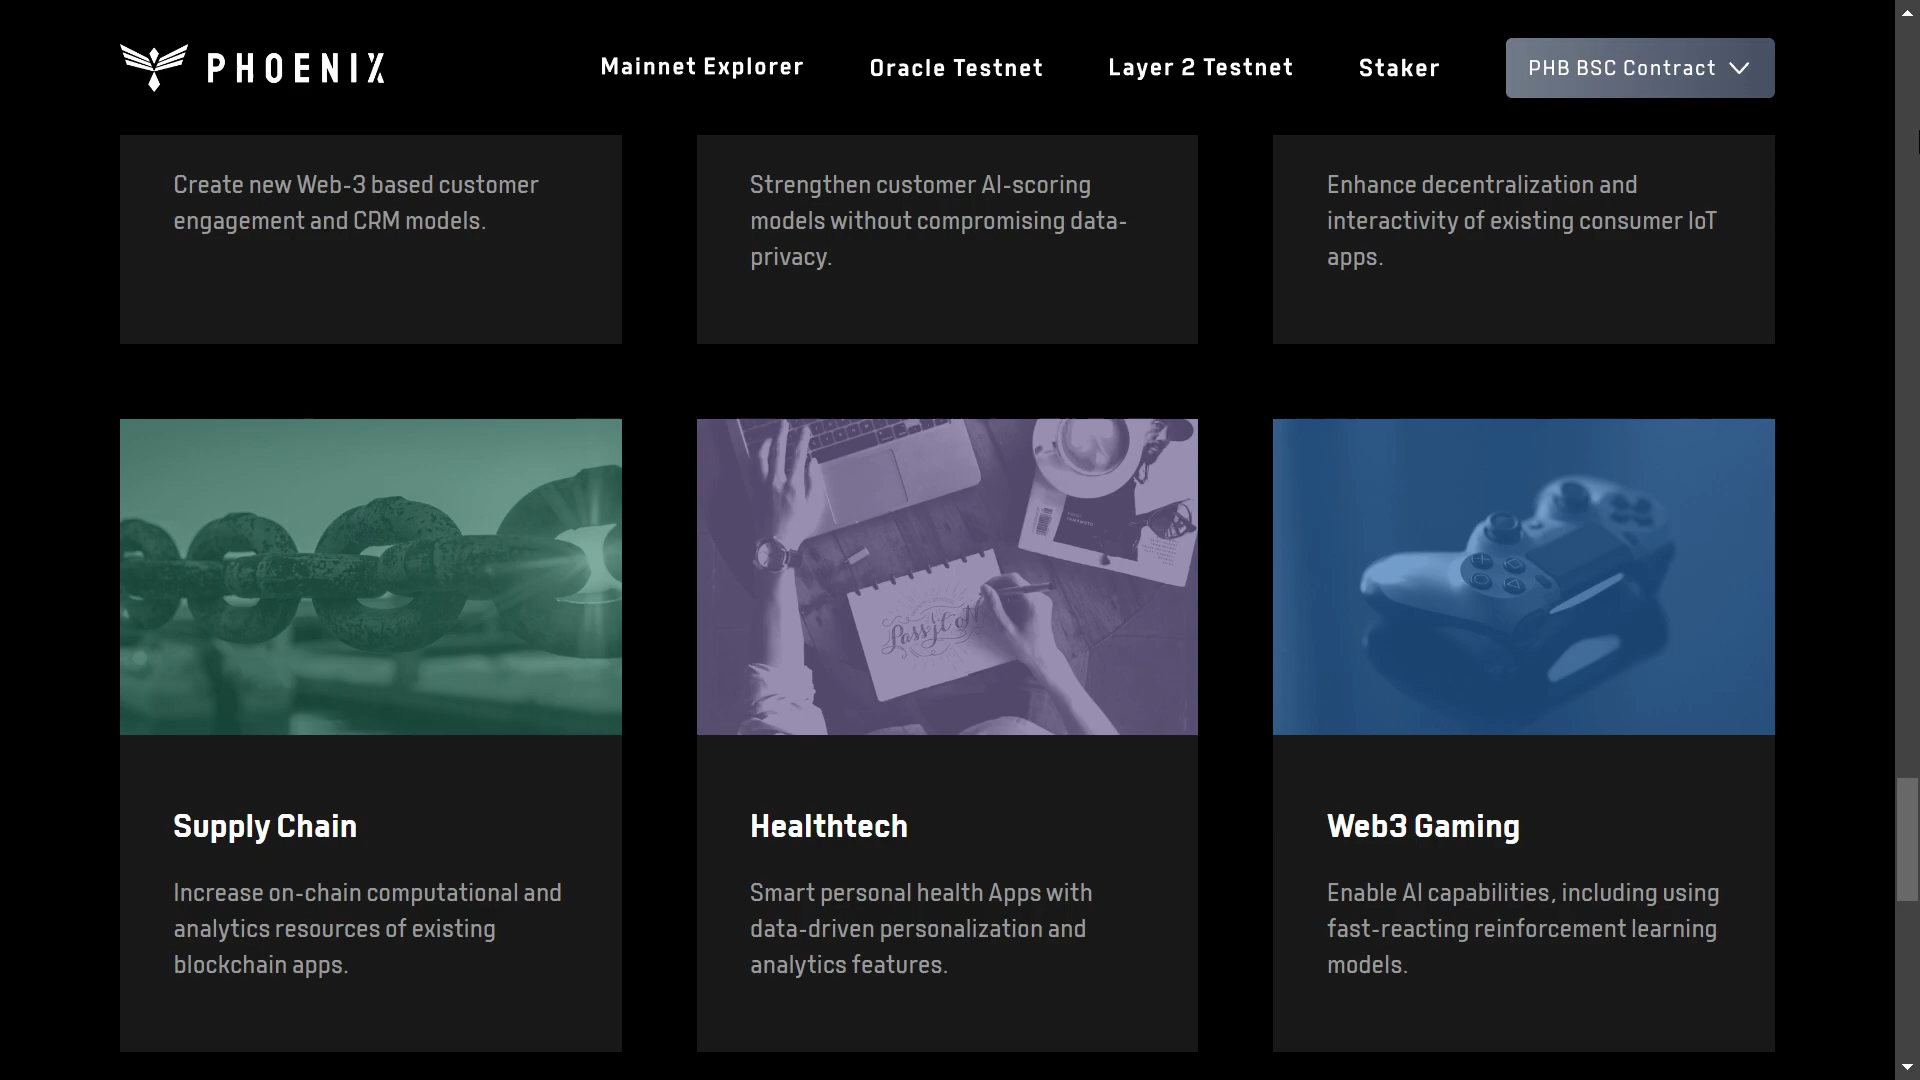 PHOENIX
Mainnet Explorer
Oracle Testnet
Layer 2 Testnet
Staker
PHB BSC Contract
Create new Web-3 based customer
engagement and CRM models.
Strengthen customer AI-scoring
models without compromising data-
privacy.
Enhance decentralization and
interactivity of existing consumer IoT
apps.
Supply Chain
Increase on-chain computational and
analytics resources of existing
blockchain apps.
Healthtech
Smart personal health Apps with
data-driven personalization and
analytics features.
Web3 Gaming
Enable AI capabilities, including using
fast-reacting reinforcement learning
models.